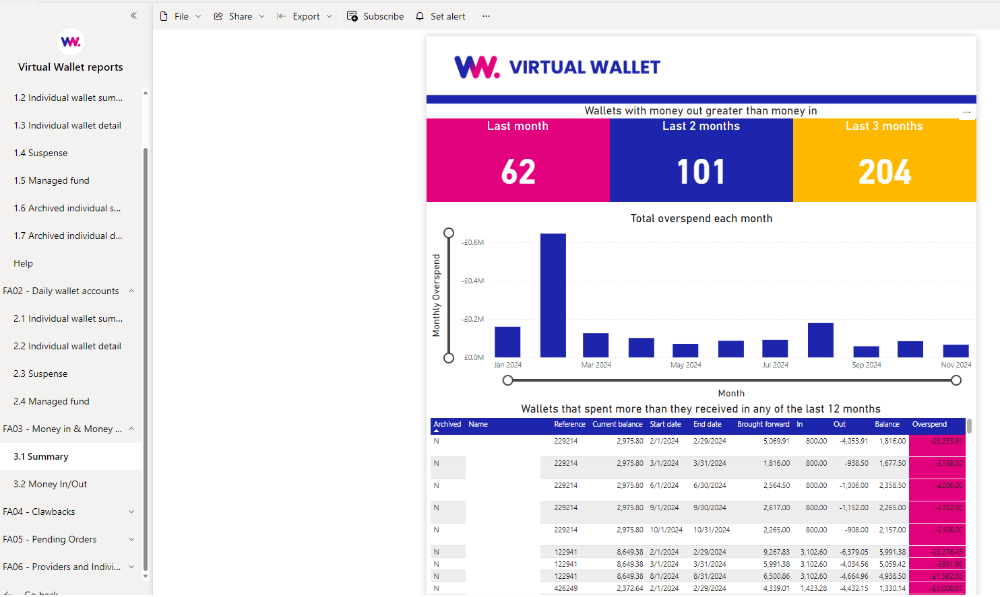 File
Share
Export
Subscribe
Set alert
...
W.
Virtual Wallet reports
1.2 Individual wallet sum...
1.3 Individual wallet detail
1.4 Suspense
1.5 Managed fund
1.6 Archived individual s...
1.7 Archived individual d...
Help
FA02 - Daily wallet accounts
2.1 Individual wallet sum...
2.2 Individual wallet detail
2.3 Suspense
2.4 Managed fund
FA03 - Money in & Money ...
3.1 Summary
3.2 Money In/Out
FA04 - Clawbacks
FA05 - Pending Orders
FA06 - Providers and Indivi...
Go back
VW. VIRTUAL WALLET
Wallets with money out greater than money in
Last month
62
Last 2 months
101
Last 3 months
204
Total overspend each month
Monthly Overspend
-£0.6M
-£0.4M
-£0.2M
£0.0M
Jan 2024 Mar 2024 May 2024 Jul 2024 Sep 2024 Nov 2024
Month
Wallets that spent more than they received in any of the last 12 months
Archived Name Reference Current balance Start date End date Brought forward In Out Balance Overspend
N 229214 2,975.80 2/1/2024 2/29/2024 5,069.91 800.00 -4,053.91 1,816.00 -£3,253.91
N 229214 2,975.80 3/1/2024 3/31/2024 1,816.00 800.00 -938.50 1,677.50 -£138.50
N 229214 2,975.80 6/1/2024 6/30/2024 2,564.50 800.00 -1,006.00 2,358.50 -£206.00
N 229214 2,975.80 9/1/2024 9/30/2024 2,617.00 800.00 -1,152.00 2,265.00 -£352.00
N 229214 2,975.80 10/1/2024 10/31/2024 2,265.00 800.00 -908.00 2,157.00 -£108.00
N 122941 8,649.38 2/1/2024 2/29/2024 9,267.83 3,102.60 -6,379.05 5,991.38 -£3,276.45
N 122941 8,649.38 3/1/2024 3/31/2024 5,991.38 3,102.60 -4,034.56 5,059.42 -£931.96
N 122941 8,649.38 8/1/2024 8/31/2024 6,500.86 3,102.60 -4,664.96 4,938.50 -£1,562.36
N 426249 2,372.64 2/1/2024 2/29/2024 4,339.01 1,423.28 -4,432.15 1,330.14 -£3,008.87